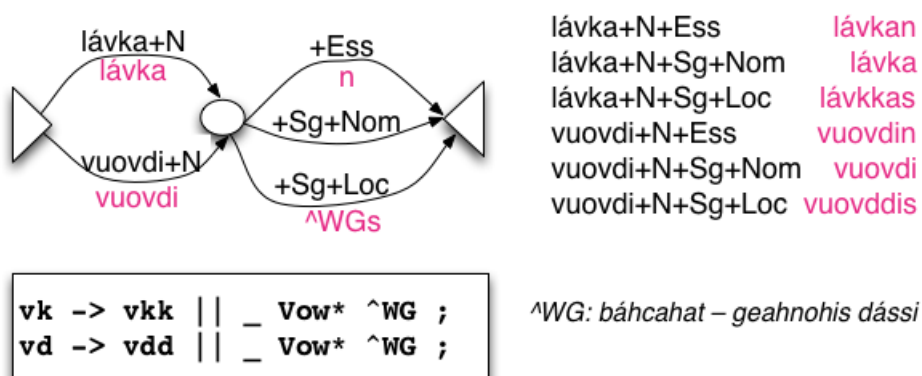 lávka+N
lávka
vuovdi+N
vuovdi
+Ess
n
+Sg+Nom
+Sg+Loc
^WGs
lávka+N+Ess lávkan
lávka+N+Sg+Nom lávka
lávka+N+Sg+Loc lávkkas
vuovdi+N+Ess vuovdin
vuovdi+N+Sg+Nom vuovdi
vuovdi+N+Sg+Loc vuovddis
vk -> vkk || _ Vow* ^WG ;
vd -> vdd || _ Vow* ^WG ;
^WG: báhcahat – geahnohis dássi